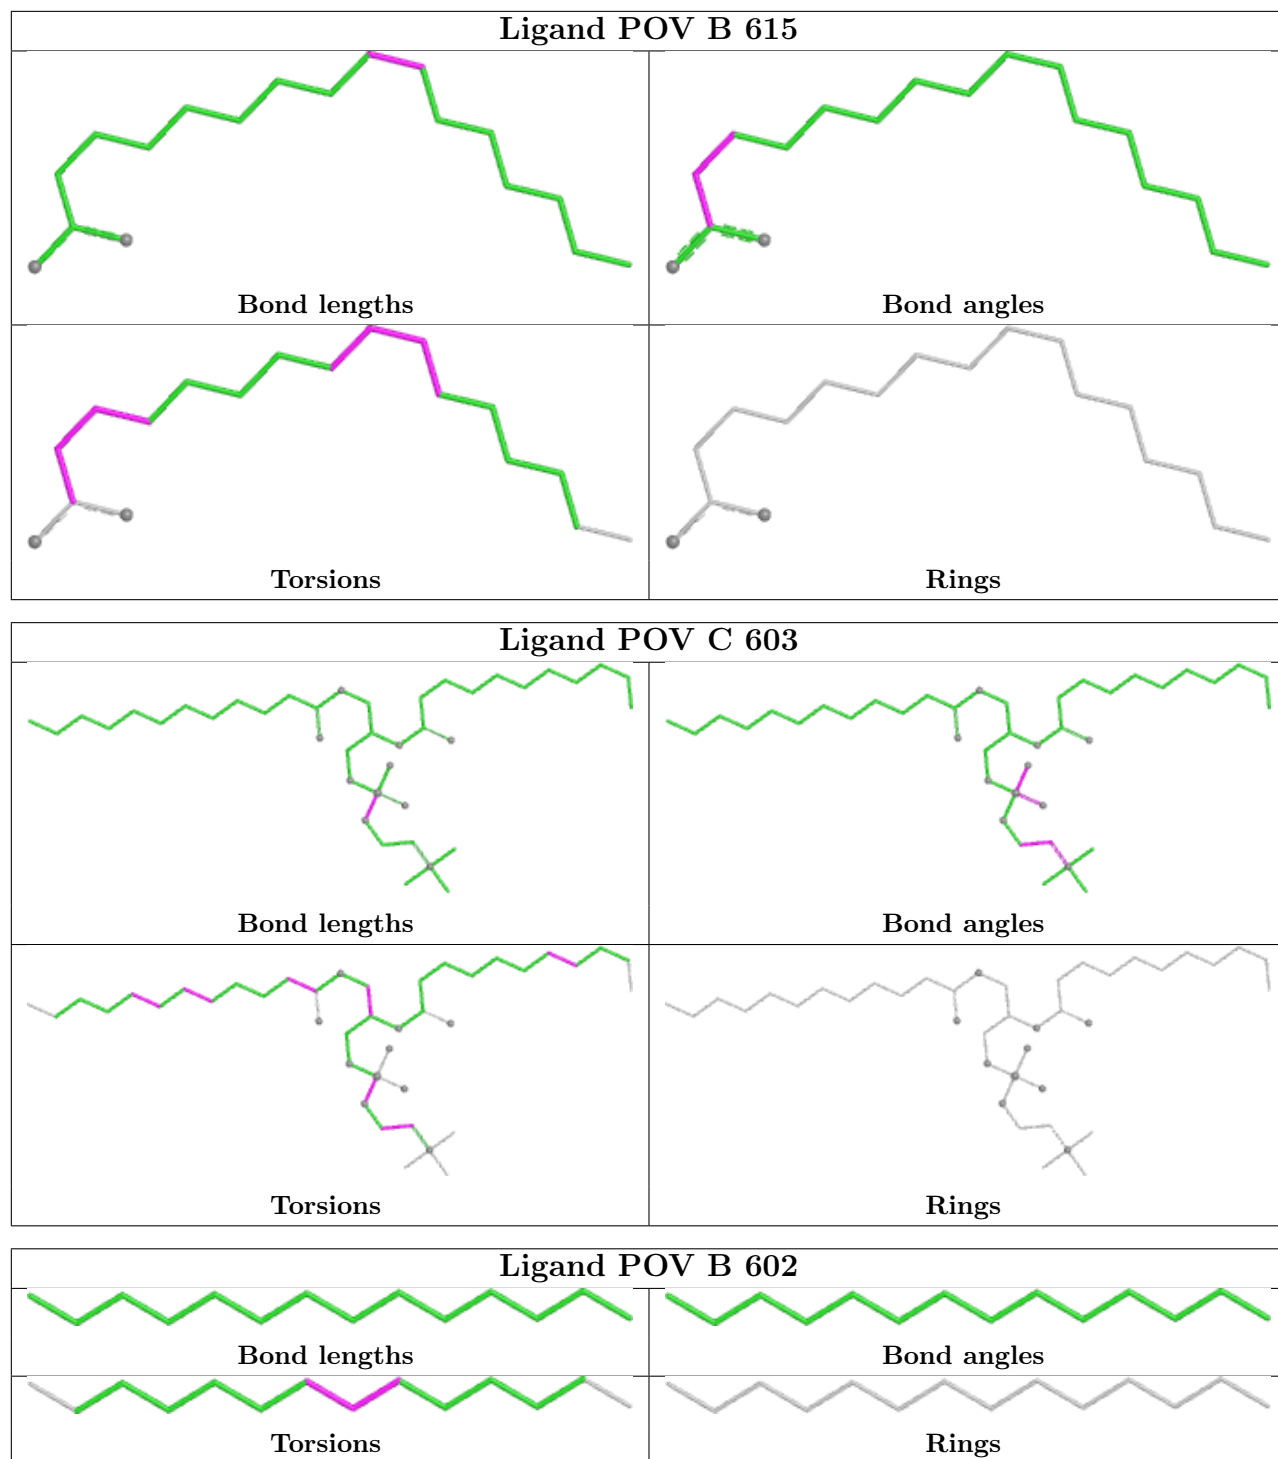 Ligand POV B 615
Bond lengths
Bond angles
Torsions
Rings
Ligand POV C 603
Bond lengths
Bond angles
Torsions
Rings
Ligand POV B 602
Bond lengths
Bond angles
Torsions
Rings